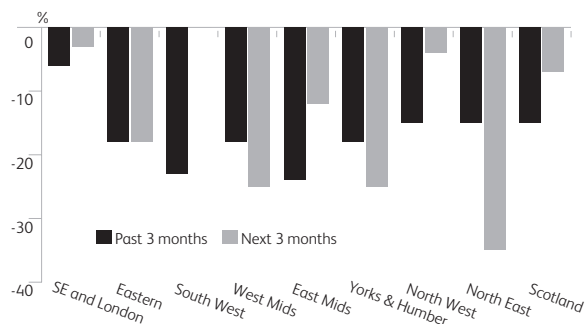 %
0
-10
-20
-30
-40
Past 3 months
Next 3 months
SE and London
Eastern
South West
West Mids
East Mids
Yorks & Humber
North West
North East
Scotland